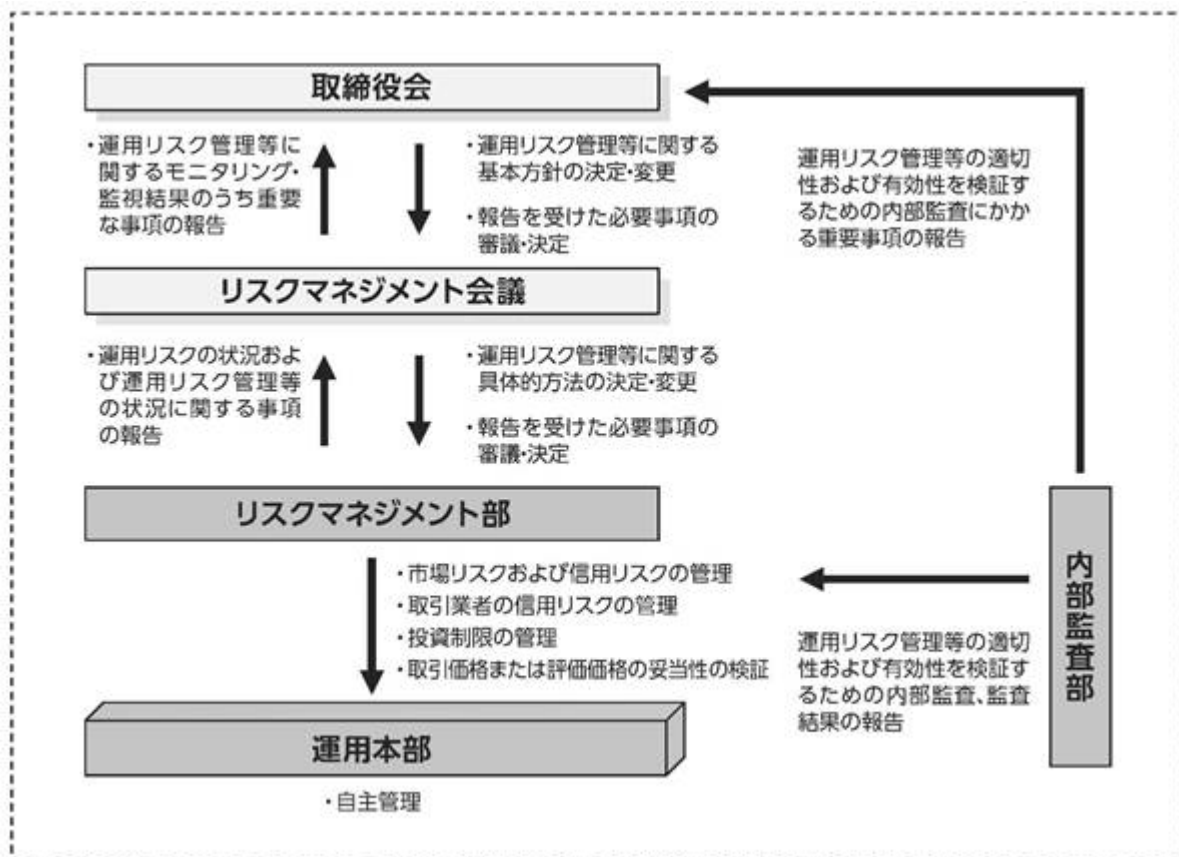 取締役会
・運用リスク管理等に
関するモニタリング・
監視結果のうち重要
な事項の報告
・運用リスク管理等に関する
基本方針の決定・変更
・報告を受けた必要事項の
審議・決定
運用リスク管理等の適切
性および有効性を検証す
るための内部監査にかか
る重要事項の報告
リスクマネジメント会議
・運用リスクの状況およ
び運用リスク管理等
の状況に関する事項
の報告
・運用リスク管理等に関する
具体的方法の決定・変更
・報告を受けた必要事項の
審議・決定
リスクマネジメント部
・市場リスクおよび信用リスクの管理
・取引業者の信用リスクの管理
・投資制限の管理
・取引価格または評価価格の妥当性の検証
内部監査部
運用リスク管理等の適切
性および有効性を検証す
るための内部監査、監査
結果の報告
運用本部
・自主管理